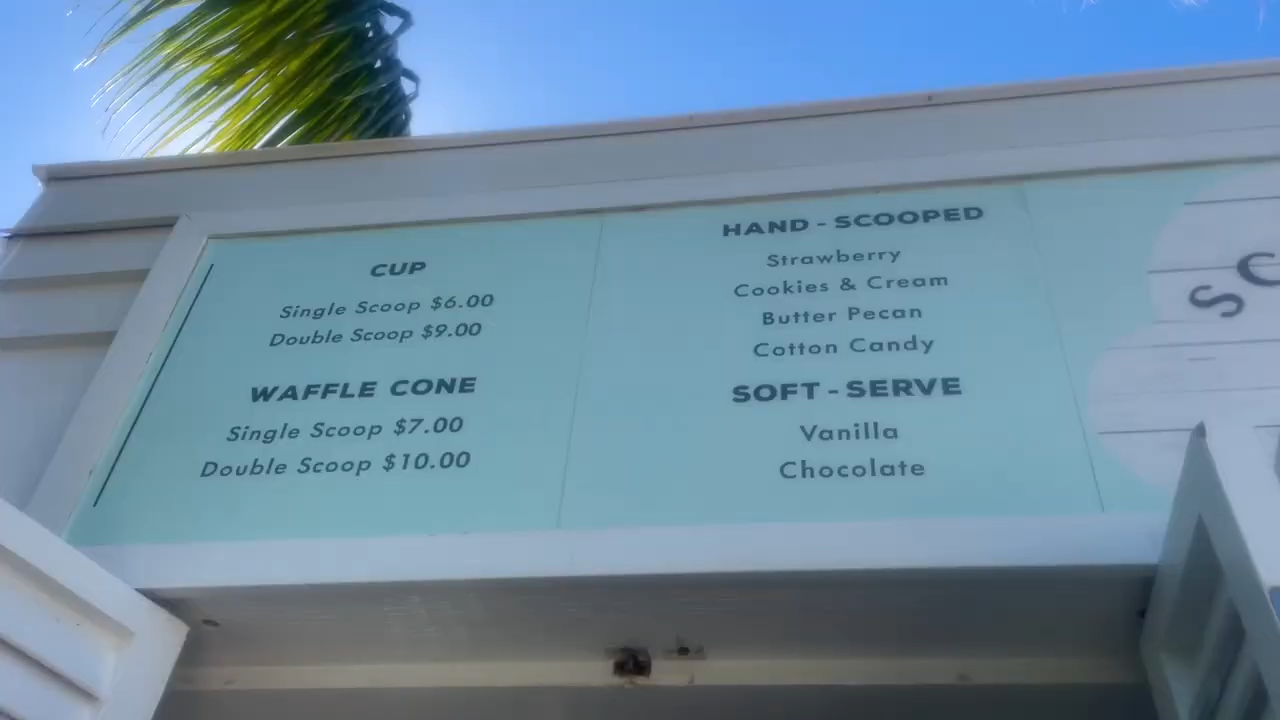 CUP
Single Scoop $6.00
Double Scoop $9.00
WAFFLE CONE
Single Scoop $7.00
Double Scoop $10.00
HAND-SCOOPED
Strawberry
Cookies & Cream
Butter Pecan
Cotton Candy
SOFT-SERVE
Vanilla
Chocolate